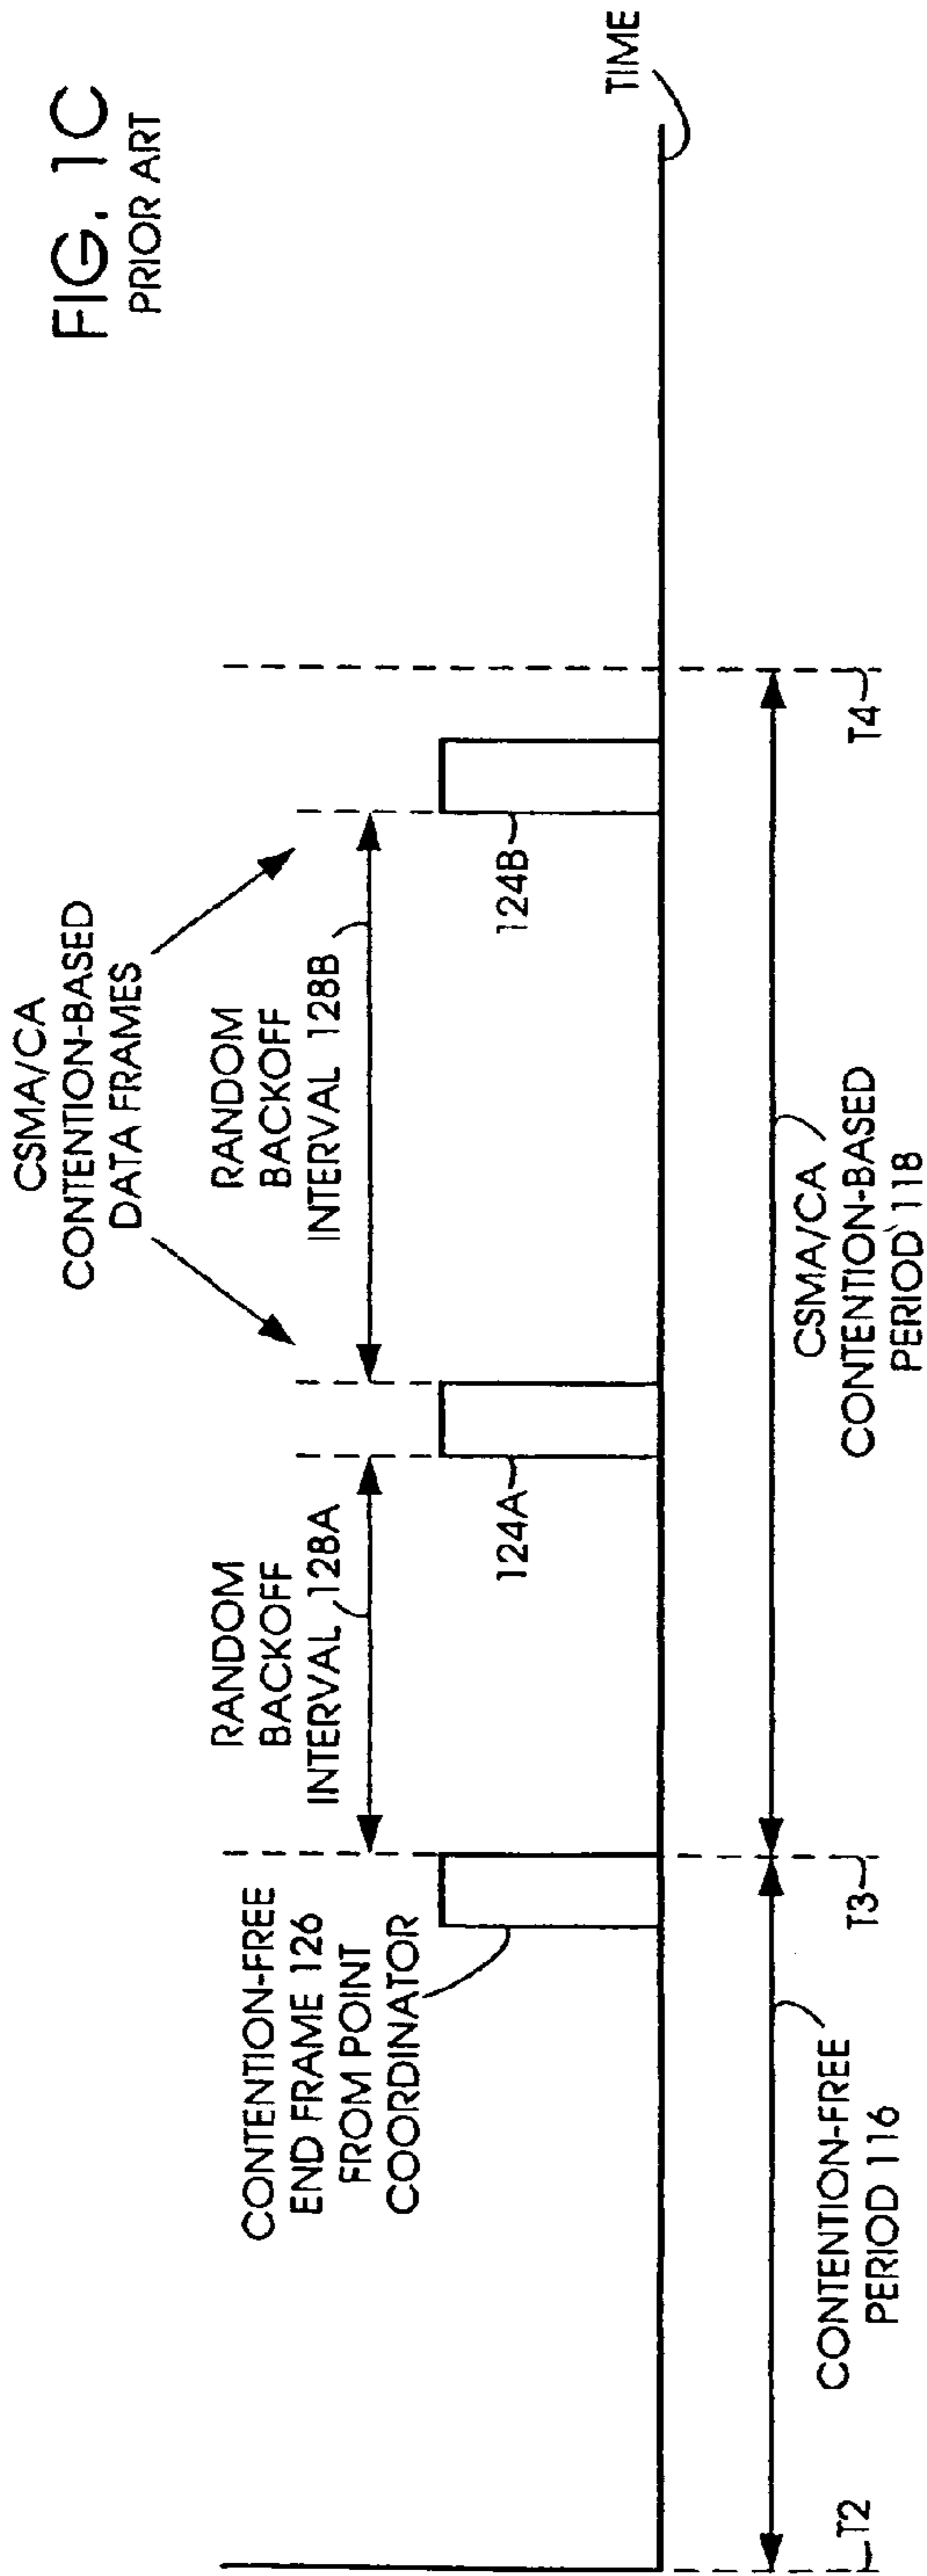 FIG. 1C
PRIOR ART
CSMA/CA
CONTENTION-BASED
DATA FRAMES
CONTENTION-FREE
END FRAME 126
FROM POINT
COORDINATOR
RANDOM
BACKOFF
INTERVAL 128A
RANDOM
BACKOFF
INTERVAL 128B
124A
124B
TIME
T2
T3
T4
CONTENTION-FREE
PERIOD 116
CSMA/CA
CONTENTION-BASED
PERIOD 118